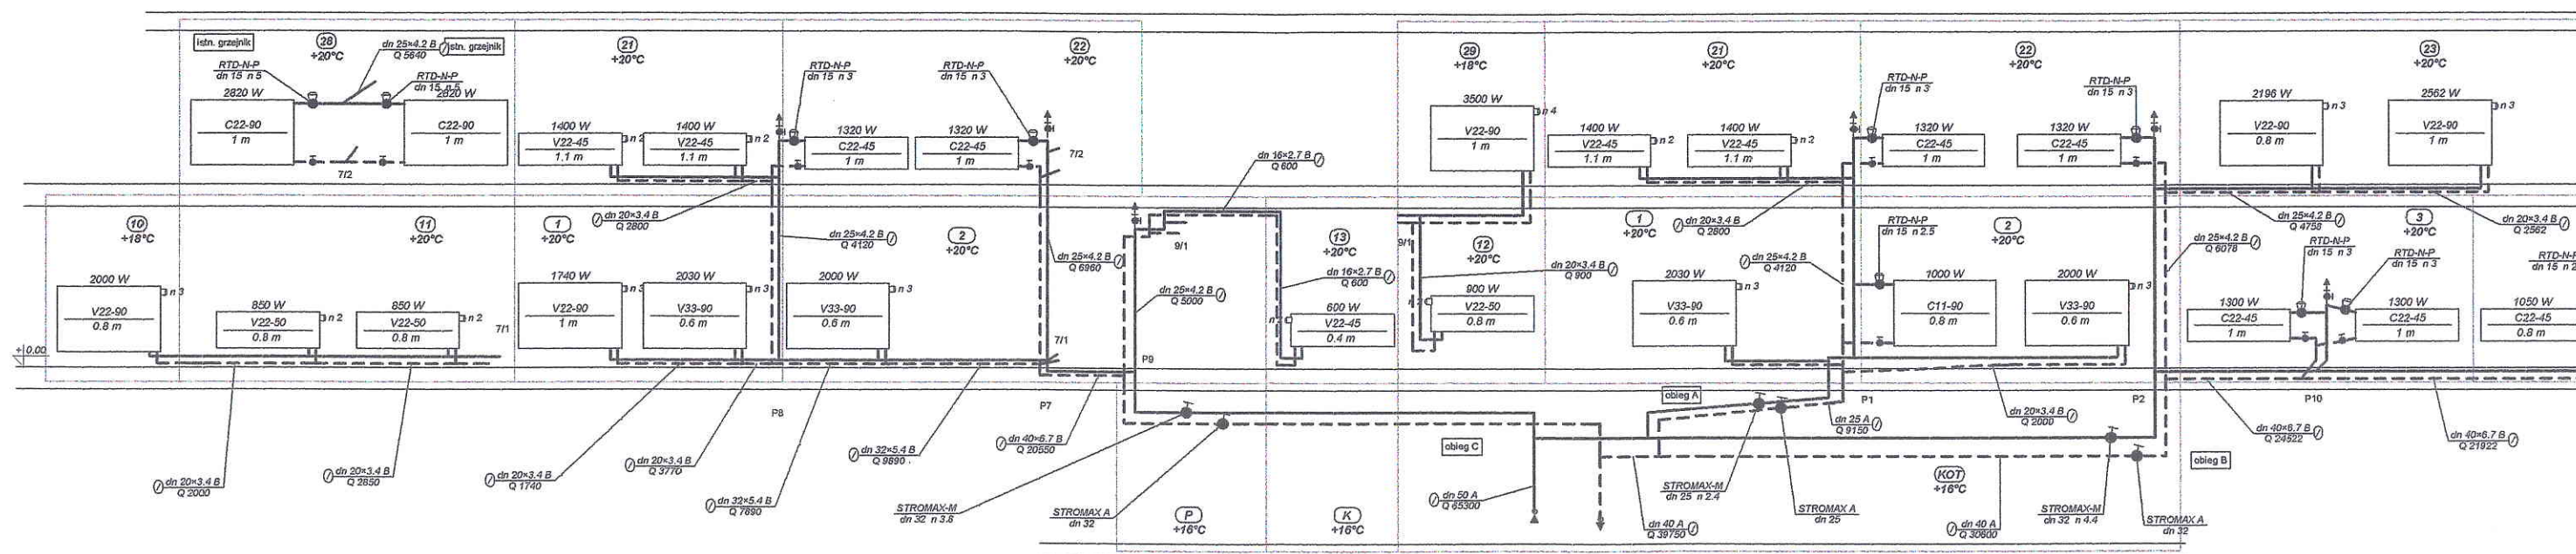 istn. grzejnik
28
+20°C
dn 25×4.2 B
Q 5640
istn. grzejnik
RTD-N-P
dn 15 n 5
RTD-N-P
dn 15 n 5
2820 W
C22-90
1 m
2820 W
C22-90
1 m
7/2
21
+20°C
1400 W
V22-45
1.1 m
n 2
1400 W
V22-45
1.1 m
n 2
RTD-N-P
dn 15 n 3
RTD-N-P
dn 15 n 3
22
+20°C
1320 W
C22-45
1 m
1320 W
C22-45
1 m
7/2
29
+18°C
3500 W
V22-90
1 m
n 4
21
+20°C
1400 W
V22-45
1.1 m
n 2
1400 W
V22-45
1.1 m
n 2
RTD-N-P
dn 15 n 3
22
+20°C
RTD-N-P
dn 15 n 3
1320 W
C22-45
1 m
1320 W
C22-45
1 m
23
+20°C
2196 W
V22-90
0.8 m
n 3
2562 W
V22-90
1 m
n 3
dn 16×2.7 B
Q 600
10
+18°C
11
+20°C
1
+20°C
dn 20×3.4 B
Q 2800
dn 25×4.2 B
Q 4120
2
+20°C
dn 25×4.2 B
Q 6960
9/1
13
+20°C
9/1
12
+20°C
1
+20°C
dn 20×3.4 B
Q 2800
RTD-N-P
dn 15 n 2.5
2
+20°C
dn 25×4.2 B
Q 4758
3
+20°C
dn 20×3.4 B
Q 2562
dn 25×4.2 B
Q 6078
2000 W
V22-90
0.8 m
n 3
850 W
V22-50
0.8 m
n 2
850 W
V22-50
0.8 m
n 2
7/1
1740 W
V22-90
1 m
n 3
2030 W
V33-90
0.6 m
n 3
2000 W
V33-90
0.6 m
n 3
7/1
dn 25×4.2 B
Q 5000
dn 16×2.7 B
Q 600
600 W
V22-45
0.4 m
dn 20×3.4 B
Q 900
900 W
V22-50
0.8 m
dn 25×4.2 B
Q 4120
2030 W
V33-90
0.6 m
n 3
1000 W
C11-90
0.8 m
2000 W
V33-90
0.6 m
n 3
RTD-N-P
dn 15 n 3
RTD-N-P
dn 15 n 3
1300 W
C22-45
1 m
1300 W
C22-45
1 m
1050 W
C22-45
0.8 m
0.00
P9
P8
P7
obieg A
P1
P2
P10
dn 20×3.4 B
Q 2000
dn 20×3.4 B
Q 2850
dn 20×3.4 B
Q 1740
dn 20×3.4 B
Q 3770
dn 32×5.4 B
Q 7890
dn 32×5.4 B
Q 9890
dn 40×6.7 B
Q 20550
STROMAX-M
dn 32 n 3.8
STROMAX A
dn 32
P
+16°C
K
+16°C
obieg C
dn 50 A
Q 65300
dn 40 A
Q 39750
STROMAX-M
dn 25 n 2.4
STROMAX A
dn 25
dn 25 A
Q 9150
dn 20×3.4 B
Q 2000
KOT
+16°C
dn 40 A
Q 30600
STROMAX-M
dn 32 n 4.4
STROMAX A
dn 32
obieg B
dn 40×6.7 B
Q 24522
dn 40×6.7 B
Q 21922